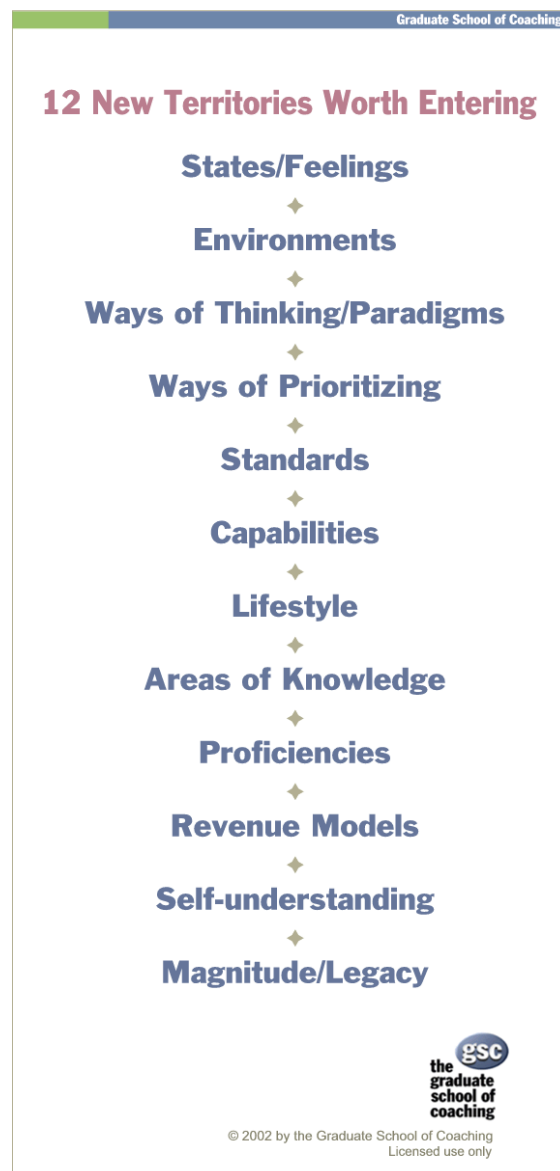 Graduate School of Coaching
12 New Territories Worth Entering
States/Feelings
Environments
Ways of Thinking/Paradigms
Ways of Prioritizing
Standards
Capabilities
Lifestyle
Areas of Knowledge
Proficiencies
Revenue Models
Self-understanding
Magnitude/Legacy
gsc
the
graduate
school of
coaching
© 2002 by the Graduate School of Coaching
Licensed use only